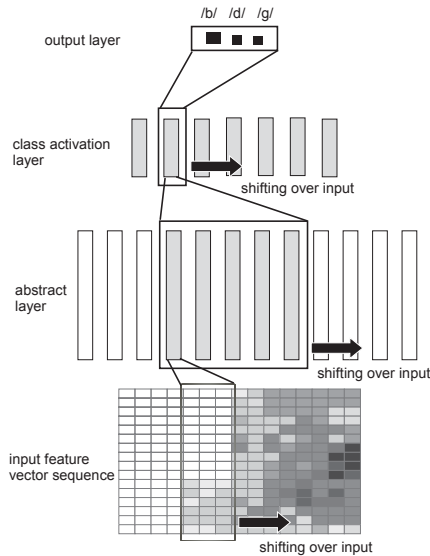 /b/ /d/ /g/
output layer
class activation
layer
shifting over input
abstract
layer
shifting over input
input feature
vector sequence
shifting over input